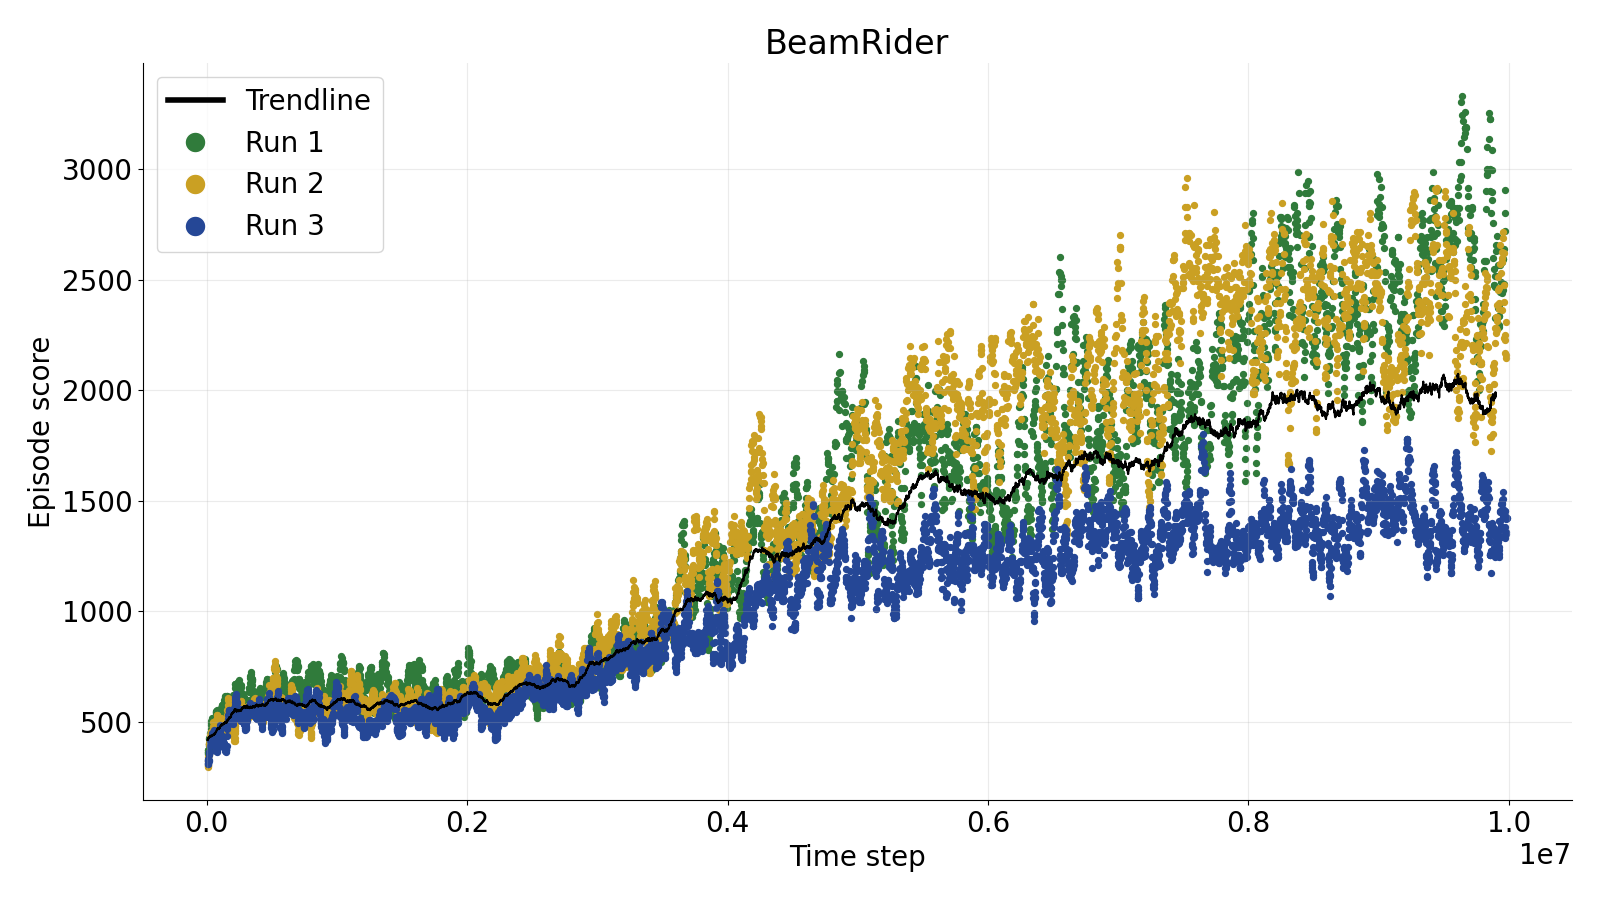 BeamRider
Trendline
Run 1
Run 2
Run 3
Episode score
3000
2500
2000
1500
1000
500
0.0
0.2
0.4
0.6
0.8
1.0
1e7
Time step